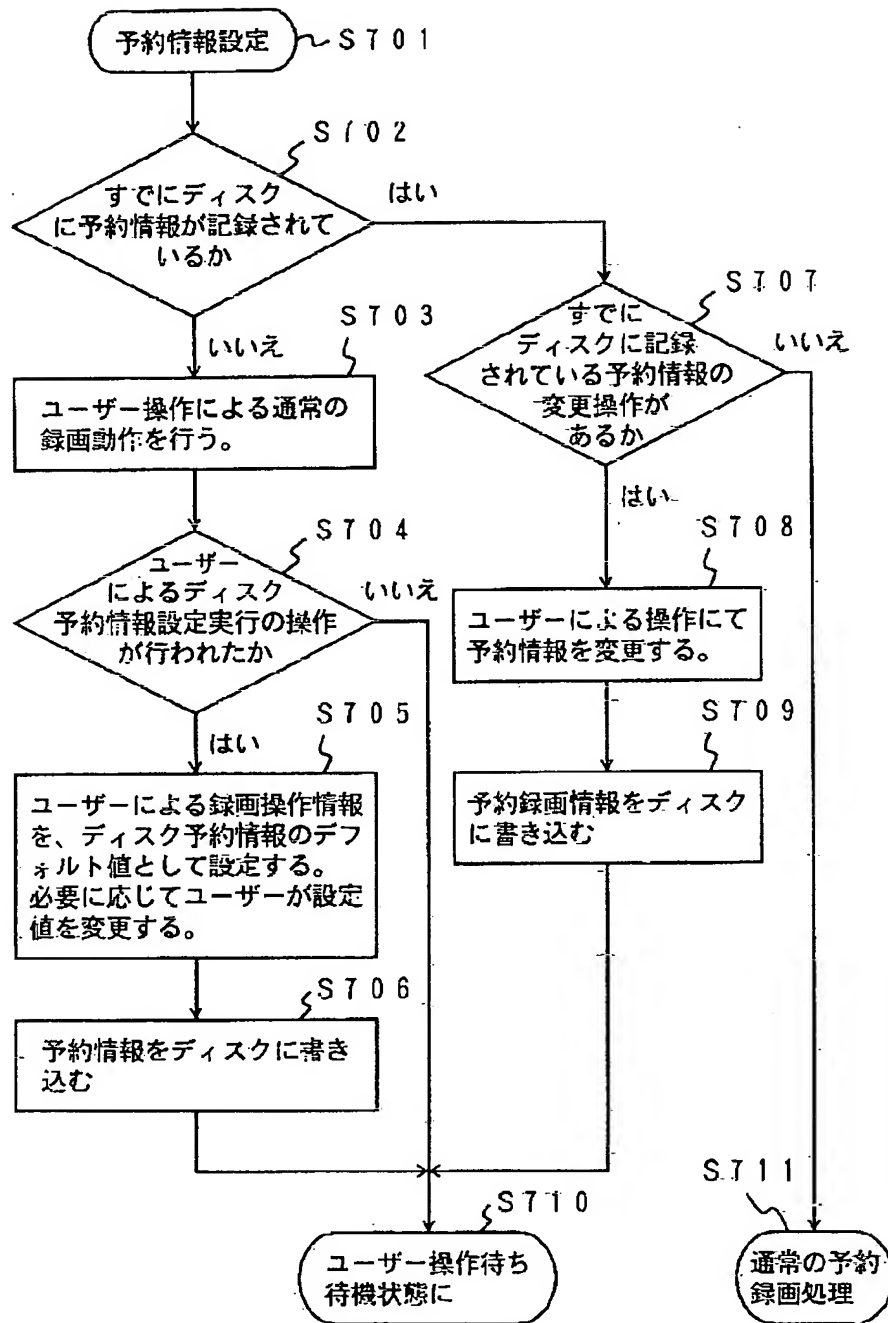 予約情報設定
S701
S702
すでにディスク
に予約情報が記録されて
いるか
はい
いいえ
S703
ユーザー操作による通常の
録画動作を行う。
S704
ユーザー
によるディスク
予約情報設定実行の操作
が行われたか
いいえ
はい
S705
ユーザーによる録画操作情報
を、ディスク予約情報のデフ
ォルト値として設定する。
必要に応じてユーザーが設定
値を変更する。
S706
予約情報をディスクに書き
込む
S707
すでに
ディスクに記録
されている予約情報の
変更操作が
あるか
いいえ
はい
S708
ユーザーによる操作にて
予約情報を変更する。
S709
予約録画情報をディスク
に書き込む
S710
ユーザー操作待ち
待機状態に
S711
通常の予約
録画処理